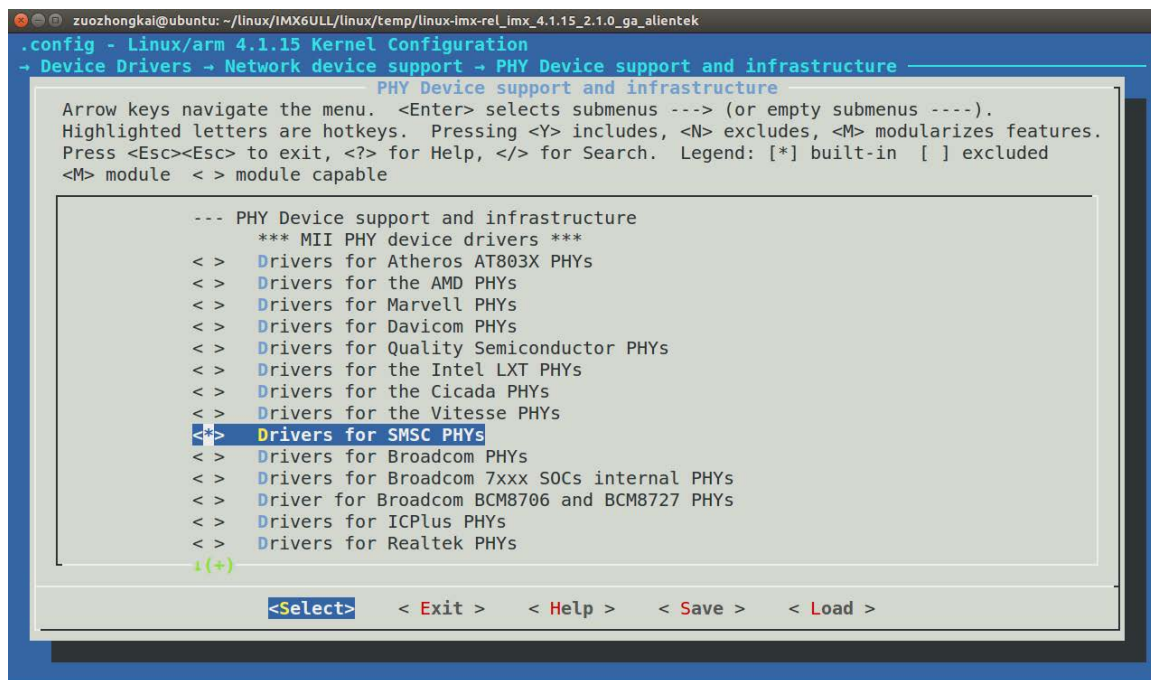 zuozhongkai@ubuntu: ~/linux/IMX6ULL/linux/temp/linux-imx-rel_imx_4.1.15_2.1.0_ga_alientek
.config - Linux/arm 4.1.15 Kernel Configuration
→ Device Drivers → Network device support → PHY Device support and infrastructure
PHY Device support and infrastructure
Arrow keys navigate the menu. <Enter> selects submenus ---> (or empty submenus ----).
Highlighted letters are hotkeys. Pressing <Y> includes, <N> excludes, <M> modularizes features.
Press <Esc><Esc> to exit, <?> for Help, </> for Search. Legend: [*] built-in [ ] excluded
<M> module < > module capable
--- PHY Device support and infrastructure
*** MII PHY device drivers ***
< > Drivers for Atheros AT803X PHYs
< > Drivers for the AMD PHYs
< > Drivers for Marvell PHYs
< > Drivers for Davicom PHYs
< > Drivers for Quality Semiconductor PHYs
< > Drivers for the Intel LXT PHYs
< > Drivers for the Cicada PHYs
< > Drivers for the Vitesse PHYs
<*> Drivers for SMSC PHYs
< > Drivers for Broadcom PHYs
< > Drivers for Broadcom 7xxx SOCs internal PHYs
< > Driver for Broadcom BCM8706 and BCM8727 PHYs
< > Drivers for ICPlus PHYs
< > Drivers for Realtek PHYs
↓(+)
<Select> < Exit > < Help > < Save > < Load >